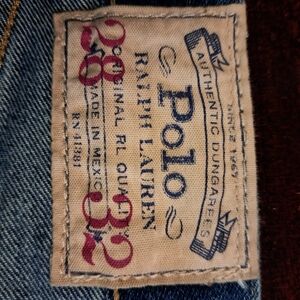 SINCE 1967
AUTHENTIC DUNGAREES
Polo
RALPH LAUREN
ORIGINAL RL QUALITY
28 32
MADE IN MEXICO
RN 41381